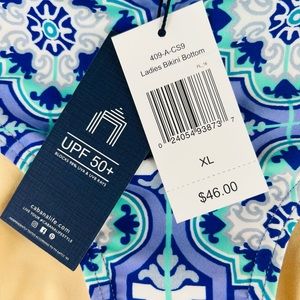 409-A-CS9
Ladies Bikini Bottom
0 24054 93873 7
XL
$46.00
UPF 50+
BLOCKS 98% UVA & UVB RAYS
cabanalife.com